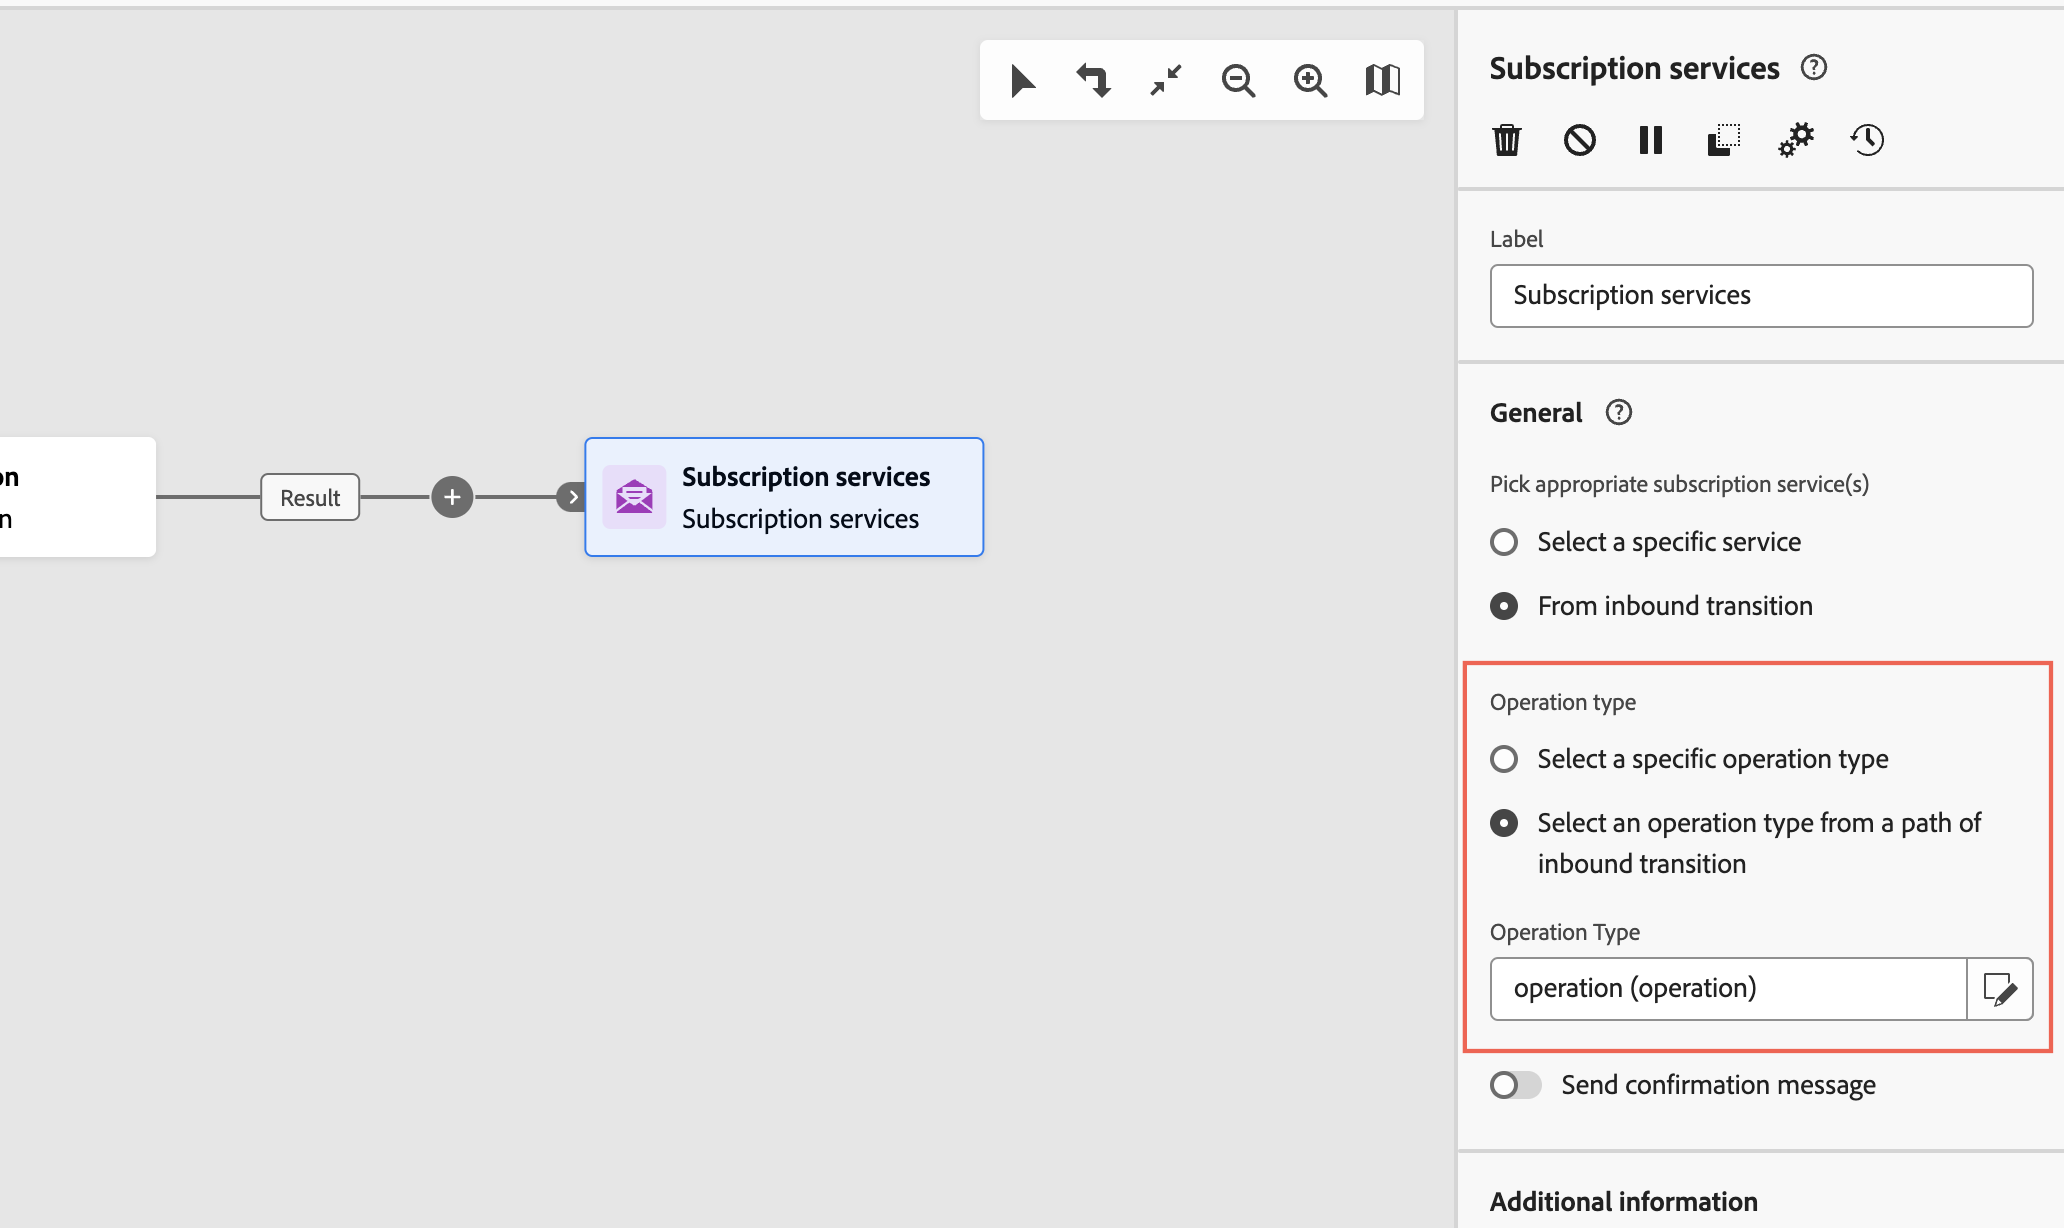 Subscription services
Label
Subscription services
on
n
Result
Subscription services
Subscription services
General
Pick appropriate subscription service(s)
Select a specific service
From inbound transition
Operation type
Select a specific operation type
Select an operation type from a path of
inbound transition
Operation Type
operation (operation)
Send confirmation message
Additional information